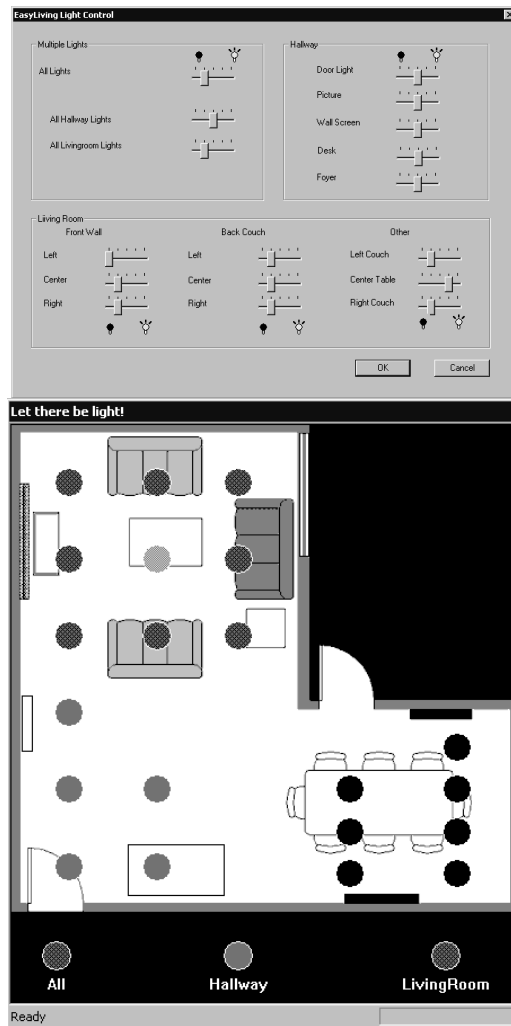 EasyLiving Light Control
Multiple Lights
All Lights
All Hallway Lights
All Livingroom Lights
Hallway
Door Light
Picture
Wall Screen
Desk
Foyer
Living Room
Front Wall Back Couch Other
Left Left Left Couch
Center Center Center Table
Right Right Right Couch
OK Cancel
Let there be light!
All Hallway LivingRoom
Ready